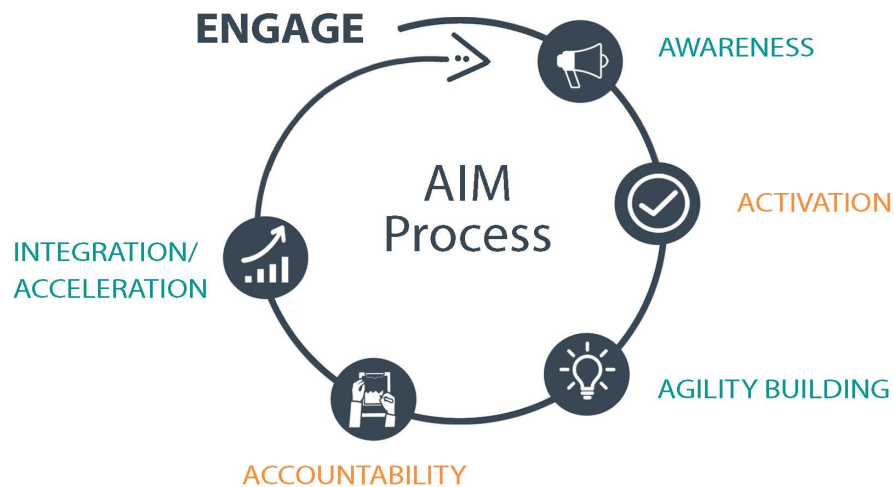 ENGAGE
AWARENESS
AIM
Process
ACTIVATION
INTEGRATION/
ACCELERATION
AGILITY BUILDING
ACCOUNTABILITY